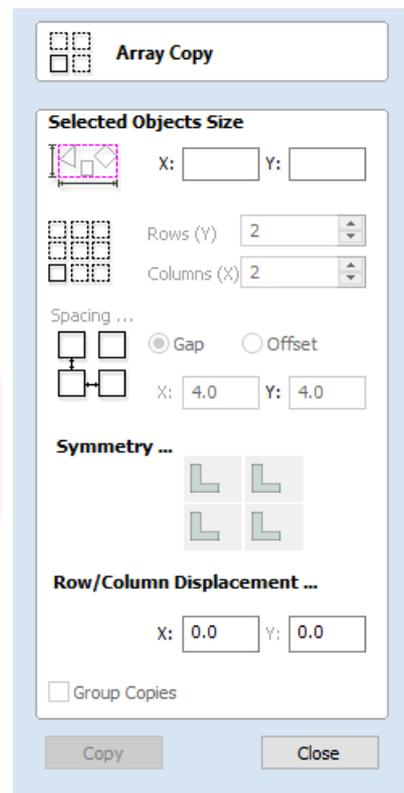 Array Copy
Selected Objects Size
X: Y:
Rows (Y) 2
Columns (X) 2
Spacing ...
Gap Offset
X: 4.0 Y: 4.0
Symmetry ...
Row/Column Displacement ...
X: 0.0 Y: 0.0
Group Copies
Copy Close